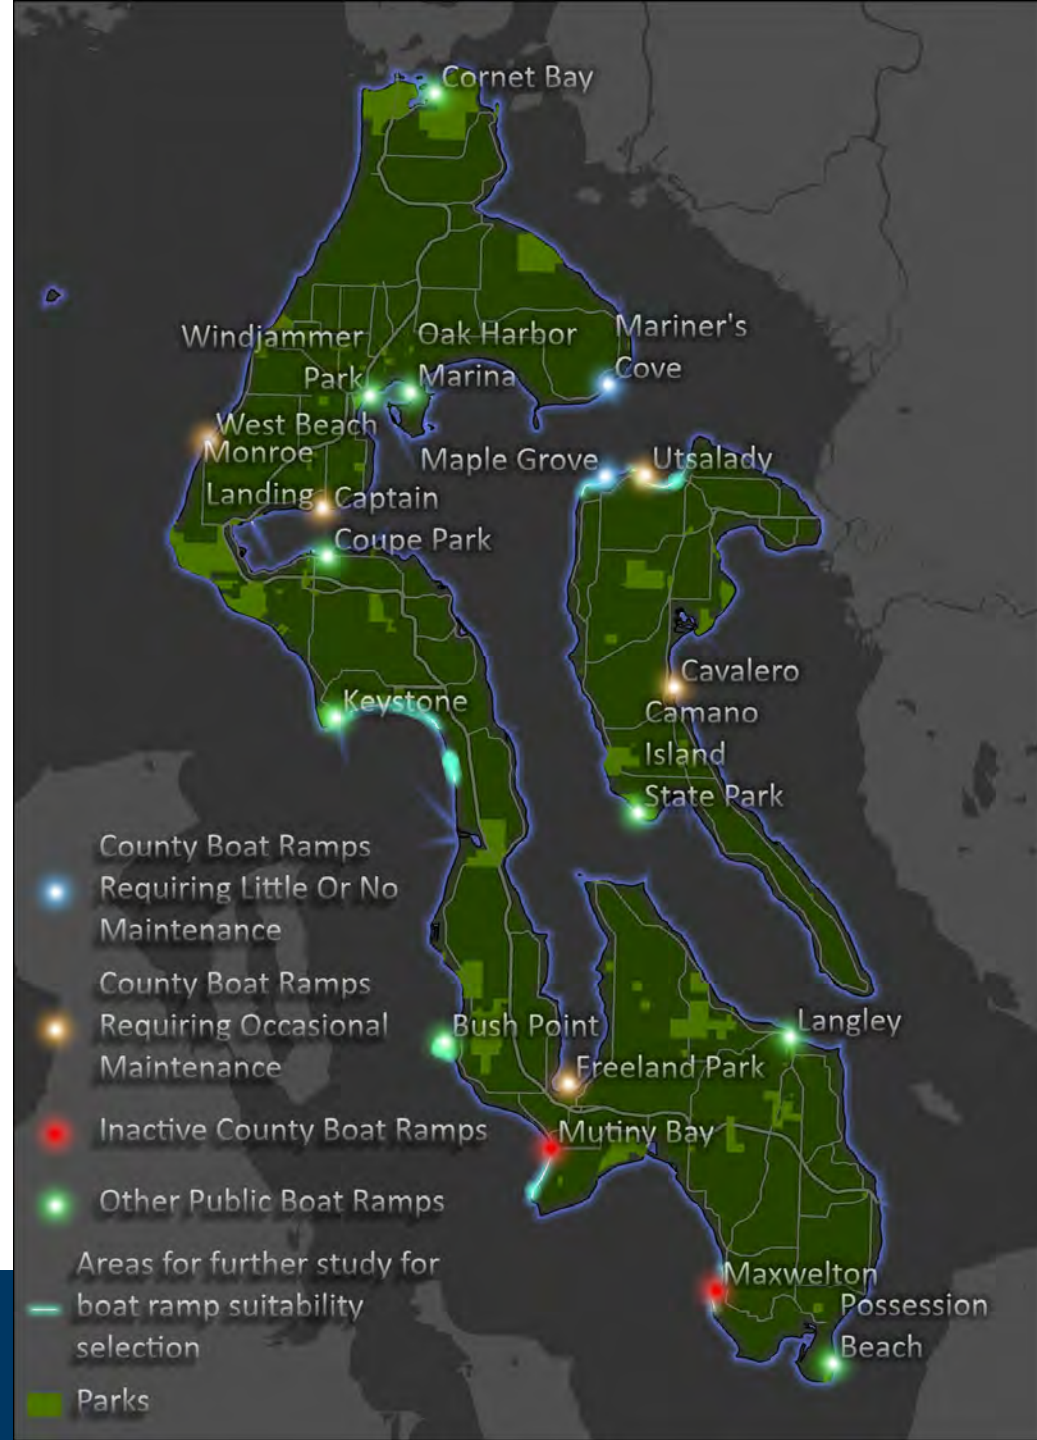 Cornet Bay
Windjammer
Park
Oak Harbor
Marina
Mariner's
Cove
West Beach
Monroe
Landing
Maple Grove
Utsalady
Captain
Coupe Park
Cavalero
Keystone
Camano
Island
State Park
County Boat Ramps
Requiring Little Or No
Maintenance
County Boat Ramps
Requiring Occasional
Maintenance
Bush Point
Langley
Freeland Park
Inactive County Boat Ramps
Mutiny Bay
Other Public Boat Ramps
Areas for further study for
boat ramp suitability
selection
Maxwelton
Possession
Beach
Parks